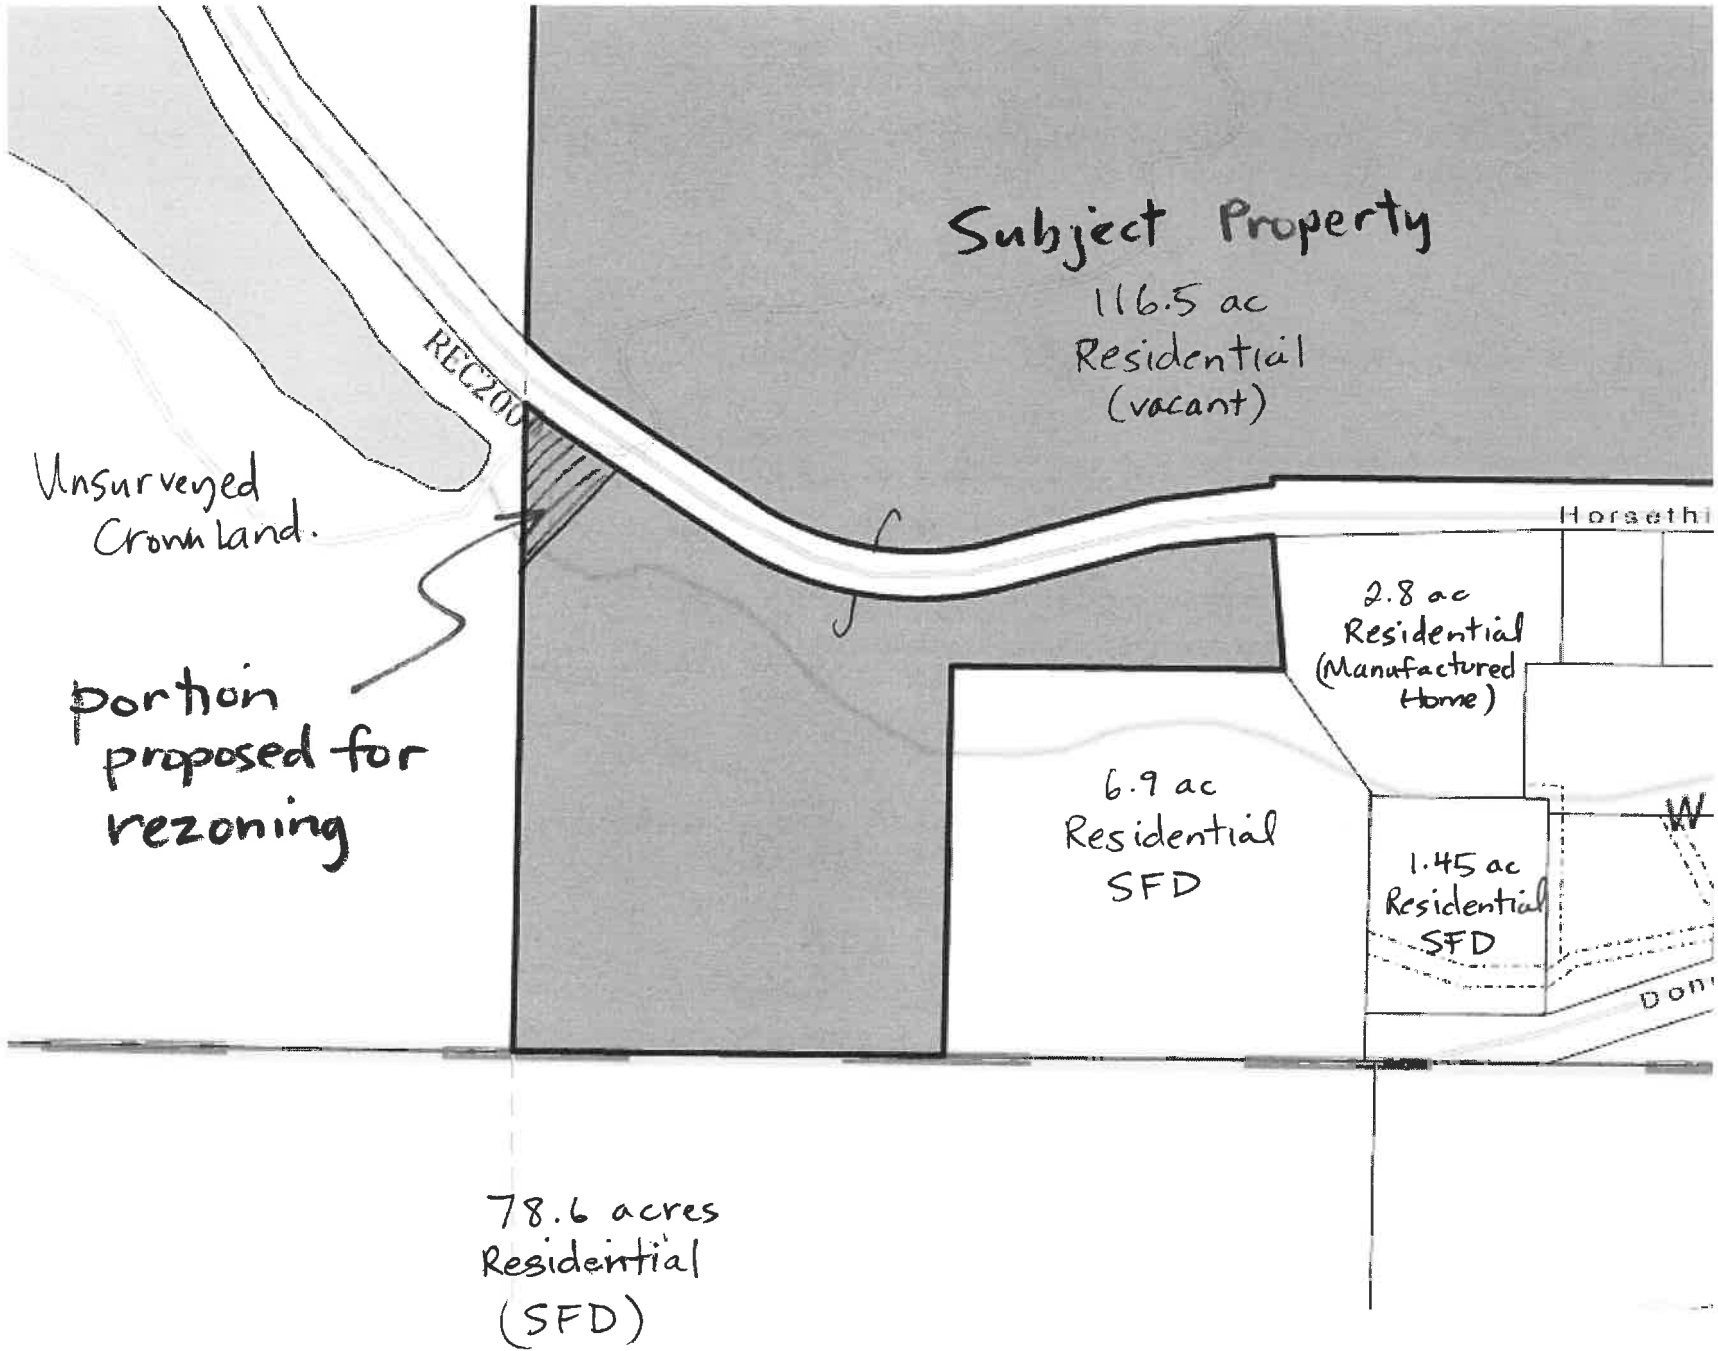 Subject Property
116.5 ac
Residential
(vacant)
REC200
Unsurveyed
Crown Land.
Horsethi
2.8 ac
Residential
(Manufactured
Home)
portion
proposed for
rezoning
6.9 ac
Residential
SFD
W
1.45 ac
Residential
SFD
Don
78.6 acres
Residential
(SFD)